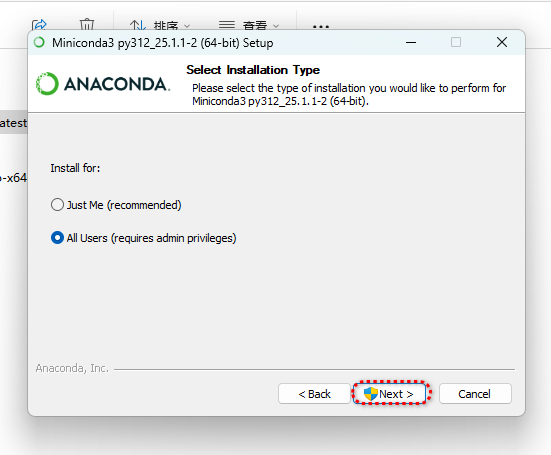 排序 查看 ...
Miniconda3 py312_25.1.1-2 (64-bit) Setup
ANACONDA.
Select Installation Type
Please select the type of installation you would like to perform for
Miniconda3 py312_25.1.1-2 (64-bit).
atest
Install for:
-x64
Just Me (recommended)
All Users (requires admin privileges)
Anaconda, Inc.
< Back Next > Cancel